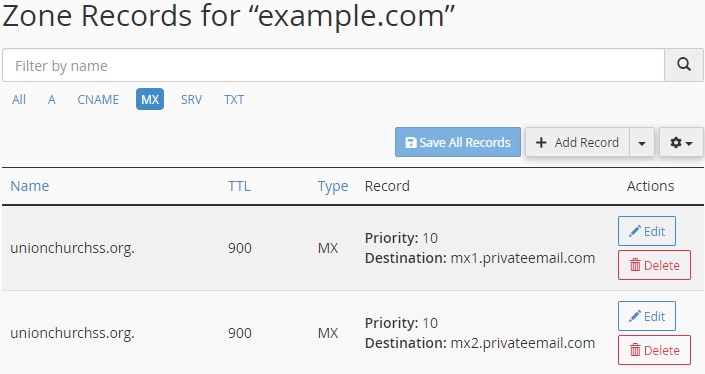 Zone Records for “example.com”
Filter by name
All A CNAME MX SRV TXT
Save All Records + Add Record
Name TTL Type Record Actions
unionchurchss.org. 900 MX Priority: 10 Edit
Destination: mx1.privateemail.com Delete
unionchurchss.org. 900 MX Priority: 10 Edit
Destination: mx2.privateemail.com Delete